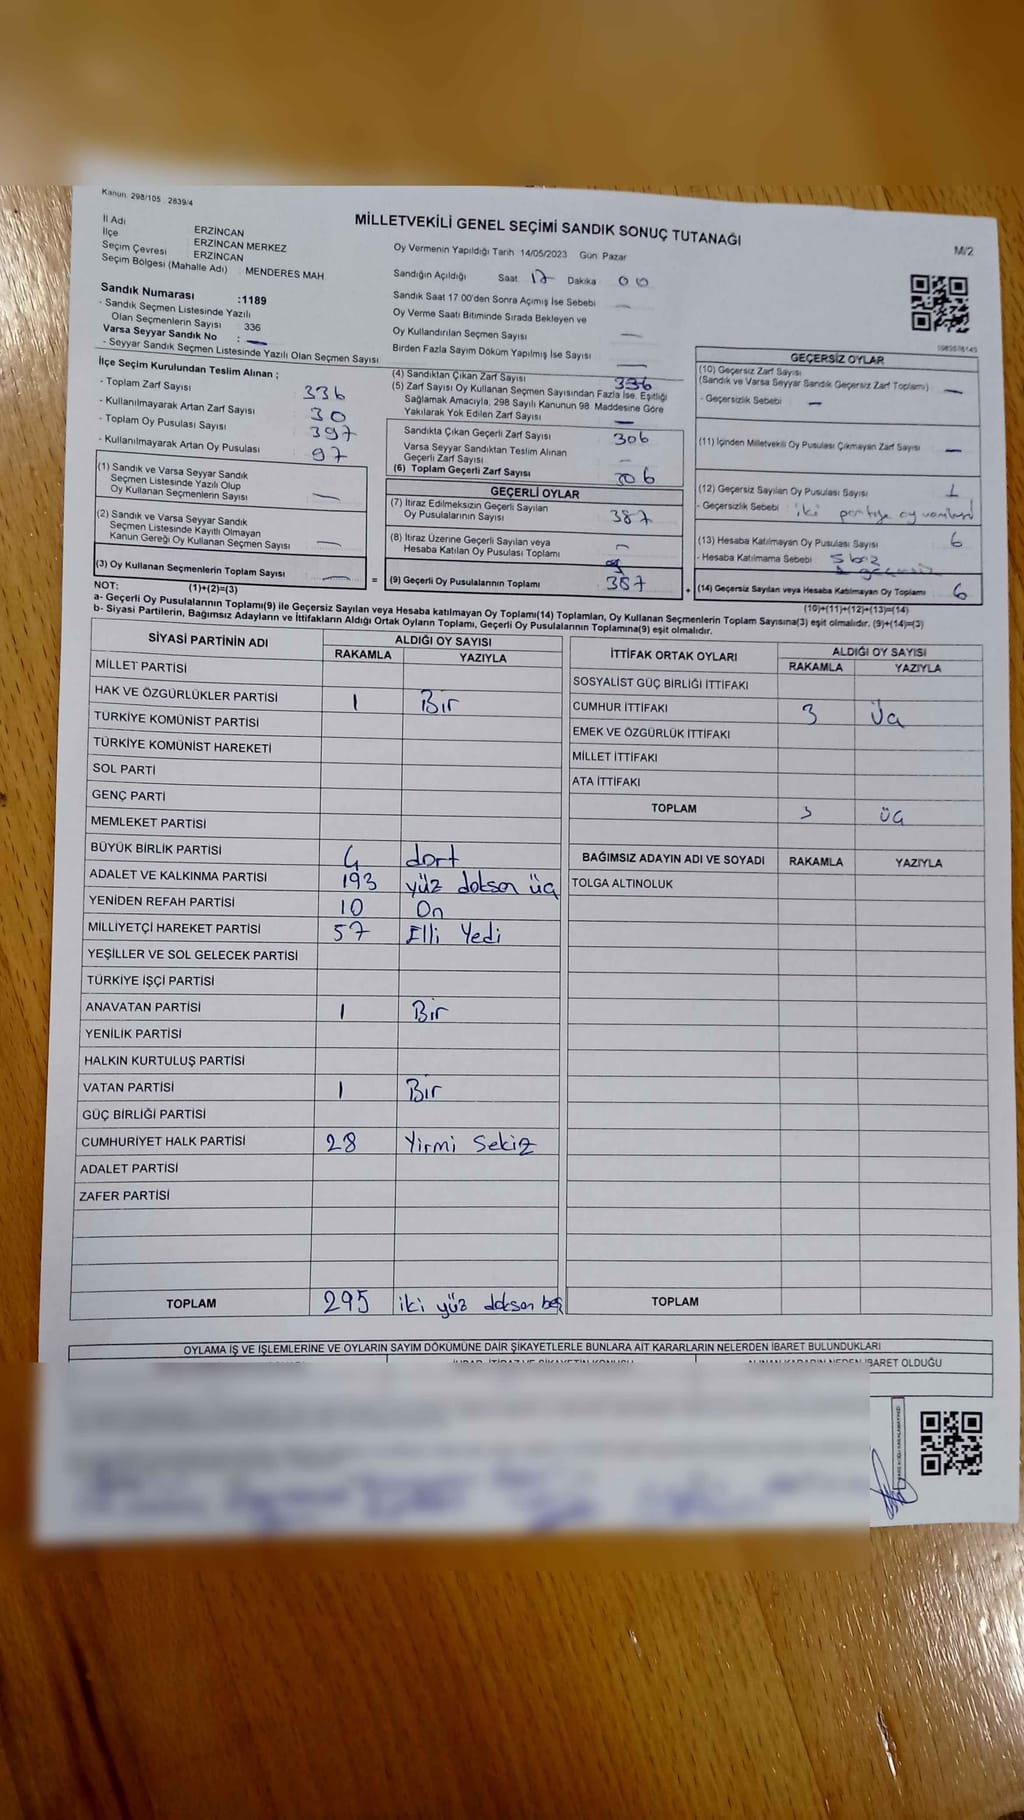 Kanun: 298/105 , 2839/4
MİLLETVEKİLİ GENEL SEÇİMİ SANDIK SONUÇ TUTANAĞI
M/2
İl Adı ERZİNCAN
İlçe ERZİNCAN MERKEZ
Seçim Çevresi ERZİNCAN
Seçim Bölgesi (Mahalle Adı) MENDERES MAH
Sandık Numarası :1189
- Sandık Seçmen Listesinde Yazılı
Olan Seçmenlerin Sayısı 336
Varsa Seyyar Sandık No : —
- Seyyar Sandık Seçmen Listesinde Yazılı Olan Seçmen Sayısı
Oy Vermenin Yapıldığı Tarih 14/05/2023 Gün: Pazar
Sandığın Açıldığı Saat 17 Dakika 00
Sandık Saat 17:00'den Sonra Açımış İse Sebebi —
Oy Verme Saati Bitiminde Sırada Bekleyen ve
Oy Kullandırılan Seçmen Sayısı —
Birden Fazla Sayım Döküm Yapılmış İse Sayısı —
İlçe Seçim Kurulundan Teslim Alınan ;
- Toplam Zarf Sayısı 336
- Kullanılmayarak Artan Zarf Sayısı 30
- Toplam Oy Pusulası Sayısı 397
- Kullanılmayarak Artan Oy Pusulası 97
(1) Sandık ve Varsa Seyyar Sandık
Seçmen Listesinde Yazılı Olup
Oy Kullanan Seçmenlerin Sayısı —
(2) Sandık ve Varsa Seyyar Sandık
Seçmen Listesinde Kayıtlı Olmayan
Kanun Gereği Oy Kullanan Seçmen Sayısı —
(3) Oy Kullanan Seçmenlerin Toplam Sayısı —
(1)+(2)=(3)
(4) Sandıktan Çıkan Zarf Sayısı 336
(5) Zarf Sayısı Oy Kullanan Seçmen Sayısından Fazla İse, Eşitliği
Sağlamak Amacıyla, 298 Sayılı Kanunun 98. Maddesine Göre
Yakılarak Yok Edilen Zarf Sayısı —
Sandıkta Çıkan Geçerli Zarf Sayısı 306
Varsa Seyyar Sandıktan Teslim Alınan
Geçerli Zarf Sayısı —
(6) Toplam Geçerli Zarf Sayısı 306
GEÇERLİ OYLAR
(7) İtiraz Edilmeksizin Geçerli Sayılan
Oy Pusulalarının Sayısı 387
(8) İtiraz Üzerine Geçerli Sayılan veya
Hesaba Katılan Oy Pusulası Toplamı —
= (9) Geçerli Oy Pusulalarının Toplamı 387
GEÇERSİZ OYLAR
(10) Geçersiz Zarf Sayısı
(Sandık ve Varsa Seyyar Sandık Geçersiz Zarf Toplamı) —
- Geçersizlik Sebebi : —
(11) İçinden Milletvekili Oy Pusulası Çıkmayan Zarf Sayısı —
(12) Geçersiz Sayılan Oy Pusulası Sayısı 1
- Geçersizlik Sebebi : iki partiye oy
(13) Hesaba Katılmayan Oy Pusulası Sayısı 6
- Hesaba Katılmama Sebebi
+ (14) Geçersiz Sayılan veya Hesaba Katılmayan Oy Toplamı 6
(10)+(11)+(12)+(13)=(14)
NOT:
a- Geçerli Oy Pusulalarının Toplamı(9) ile Geçersiz Sayılan veya Hesaba katılmayan Oy Toplamı(14) Toplamları, Oy Kullanan Seçmenlerin Toplam Sayısına(3) eşit olmalıdır. (9)+(14)=(3)
b- Siyasi Partilerin, Bağımsız Adayların ve İttifakların Aldığı Ortak Oyların Toplamı, Geçerli Oy Pusulalarının Toplamına(9) eşit olmalıdır.
SİYASİ PARTİNİN ADI ALDIĞI OY SAYISI
RAKAMLA YAZIYLA
MİLLET PARTİSİ
HAK VE ÖZGÜRLÜKLER PARTİSİ 1 Bir
TÜRKİYE KOMÜNİST PARTİSİ
TÜRKİYE KOMÜNİST HAREKETİ
SOL PARTİ
GENÇ PARTİ
MEMLEKET PARTİSİ
BÜYÜK BİRLİK PARTİSİ 4 dort
ADALET VE KALKINMA PARTİSİ 193 yüz doksan üç
YENİDEN REFAH PARTİSİ 10 On
MİLLİYETÇİ HAREKET PARTİSİ 57 Elli Yedi
YEŞİLLER VE SOL GELECEK PARTİSİ
TÜRKİYE İŞÇİ PARTİSİ
ANAVATAN PARTİSİ 1 Bir
YENİLİK PARTİSİ
HALKIN KURTULUŞ PARTİSİ
VATAN PARTİSİ 1 Bir
GÜÇ BİRLİĞİ PARTİSİ
CUMHURİYET HALK PARTİSİ 28 Yirmi Sekiz
ADALET PARTİSİ
ZAFER PARTİSİ
TOPLAM 295 iki yüz doksan beş
İTTİFAK ORTAK OYLARI ALDIĞI OY SAYISI
RAKAMLA YAZIYLA
SOSYALİST GÜÇ BİRLİĞİ İTTİFAKI
CUMHUR İTTİFAKI 3 Üç
EMEK VE ÖZGÜRLÜK İTTİFAKI
MİLLET İTTİFAKI
ATA İTTİFAKI
TOPLAM 3 üç
BAĞIMSIZ ADAYIN ADI VE SOYADI RAKAMLA YAZIYLA
TOLGA ALTINOLUK
TOPLAM
OYLAMA İŞ VE İŞLEMLERİNE VE OYLARIN SAYIM DÖKÜMÜNE DAİR ŞİKAYETLERLE BUNLARA AİT KARARLARIN NELERDEN İBARET BULUNDUKLARI
İBARET OLDUĞU